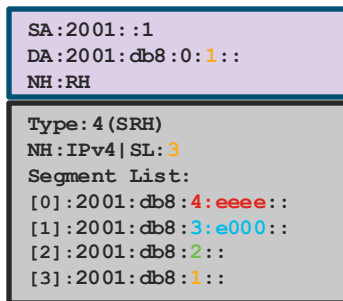 SA:2001::1
DA:2001:db8:0:1::
NH:RH
Type:4(SRH)
NH:IPv4|SL:3
Segment List:
[0]:2001:db8:4:eeee::
[1]:2001:db8:3:e000::
[2]:2001:db8:2::
[3]:2001:db8:1::